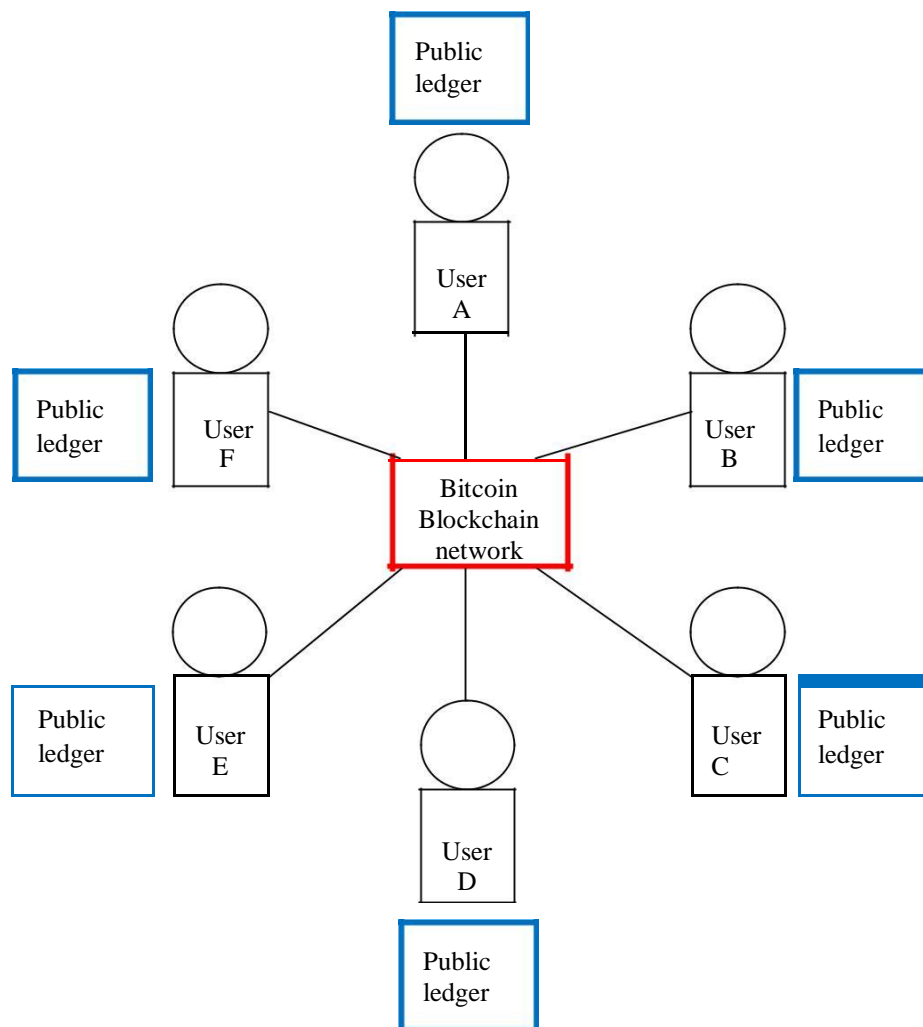 Public
ledger
User
A
Public
ledger
User
F
User
B
Public
ledger
Bitcoin
Blockchain
network
Public
ledger
User
E
User
C
Public
ledger
User
D
Public
ledger